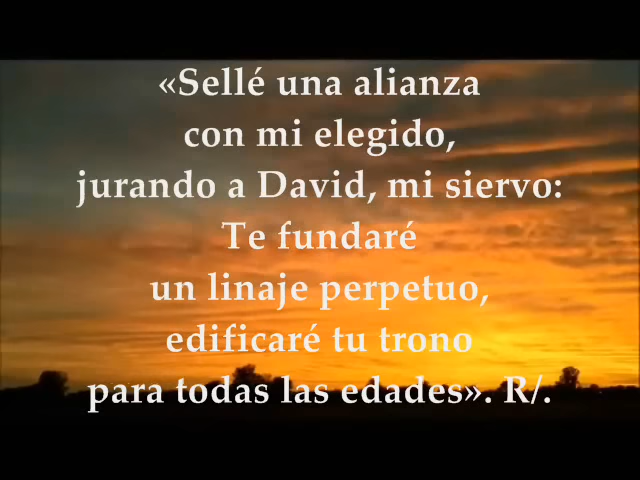 «Sellé una alianza
con mi elegido,
jurando a David, mi siervo:
Te fundaré
un linaje perpetuo,
edificaré tu trono
para todas las edades». R/.